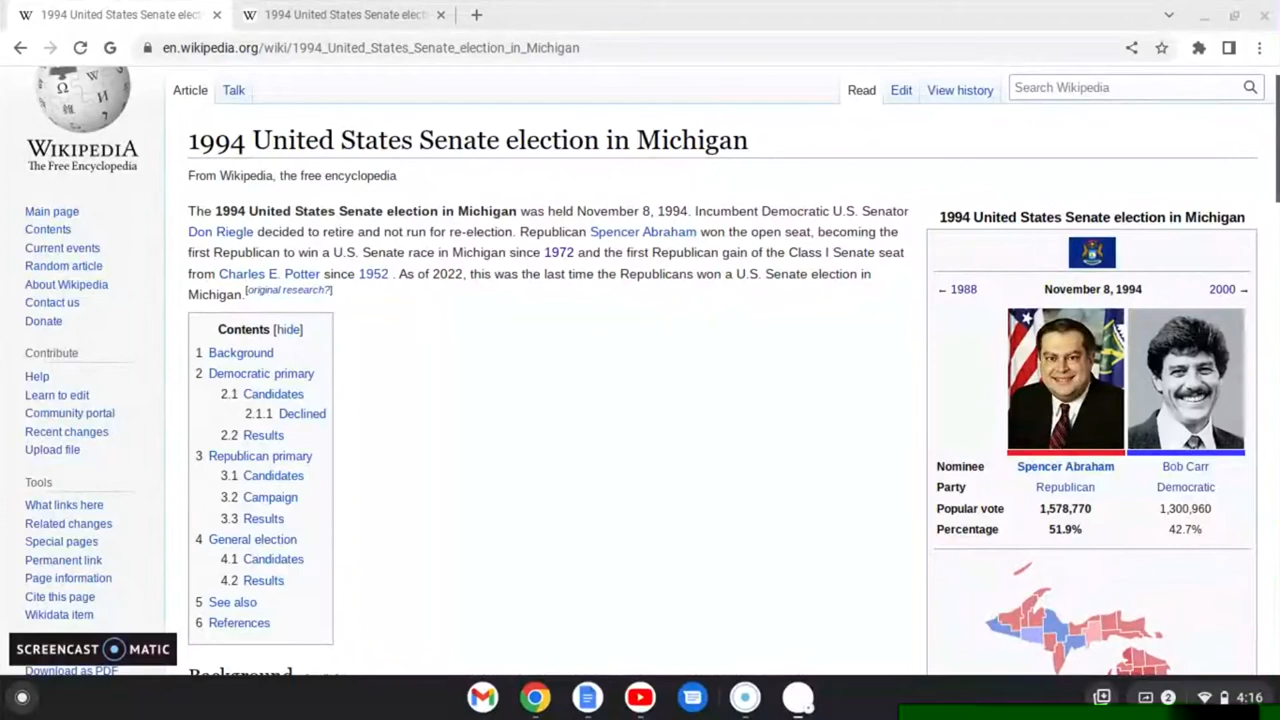 1994 United States Senate elect
1994 United States Senate elect
en.wikipedia.org/wiki/1994_United_States_Senate_election_in_Michigan
WIKIPEDIA
The Free Encyclopedia
Main page
Contents
Current events
Random article
About Wikipedia
Contact us
Donate
Contribute
Help
Learn to edit
Community portal
Recent changes
Upload file
Tools
What links here
Related changes
Special pages
Permanent link
Page information
Cite this page
Wikidata item
Download as PDF
SCREENCAST MATIC
Article Talk
Read Edit View history
Search Wikipedia
1994 United States Senate election in Michigan
From Wikipedia, the free encyclopedia
The 1994 United States Senate election in Michigan was held November 8, 1994. Incumbent Democratic U.S. Senator
Don Riegle decided to retire and not run for re-election. Republican Spencer Abraham won the open seat, becoming the
first Republican to win a U.S. Senate race in Michigan since 1972 and the first Republican gain of the Class I Senate seat
from Charles E. Potter since 1952 . As of 2022, this was the last time the Republicans won a U.S. Senate election in
Michigan.[original research?]
Contents [hide]
1 Background
2 Democratic primary
2.1 Candidates
2.1.1 Declined
2.2 Results
3 Republican primary
3.1 Candidates
3.2 Campaign
3.3 Results
4 General election
4.1 Candidates
4.2 Results
5 See also
6 References
Background
1994 United States Senate election in Michigan
← 1988 November 8, 1994 2000 →
Nominee Spencer Abraham Bob Carr
Party Republican Democratic
Popular vote 1,578,770 1,300,960
Percentage 51.9% 42.7%
2
4:16